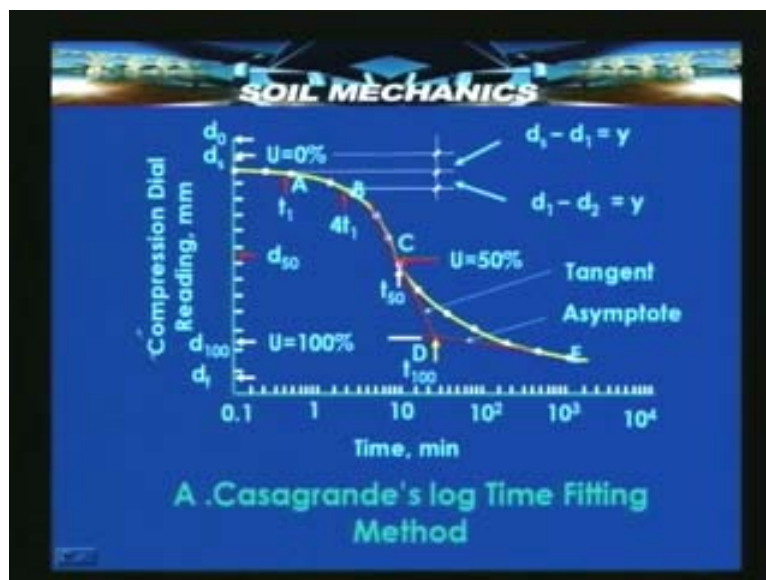 SOIL MECHANICS
d₀
dₛ
U=0%
dₛ – d₁ = y
A
B
t₁
4t₁
d₁ – d₂ = y
Compression Dial
Reading, mm
C
d₅₀
U=50%
t₅₀
Tangent
Asymptote
d₁₀₀
U=100%
D
E
t₁₀₀
d_f
0.1 1 10 10² 10³ 10⁴
Time, min
A .Casagrande's log Time Fitting
Method